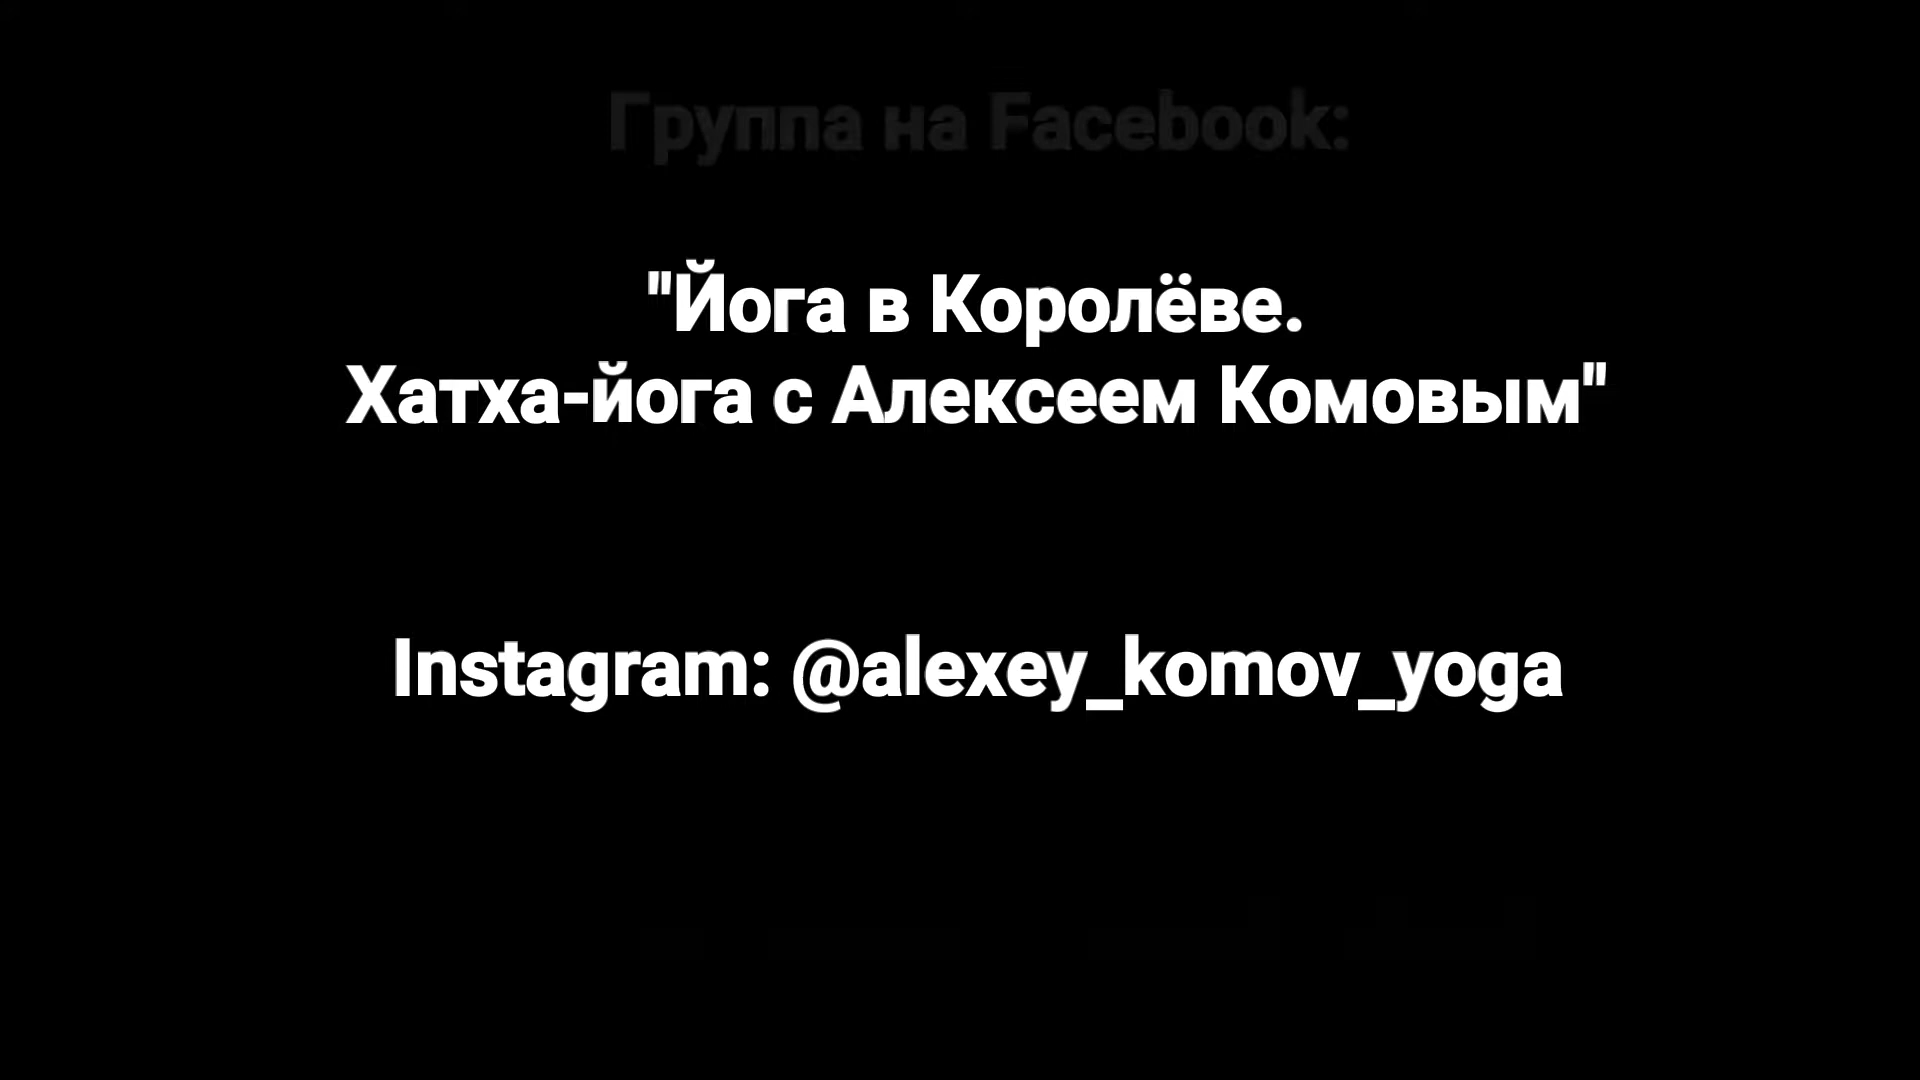 Группа на Facebook:
"Йога в Королёве.
Хатха-йога с Алексеем Комовым"
Instagram: @alexey_komov_yoga